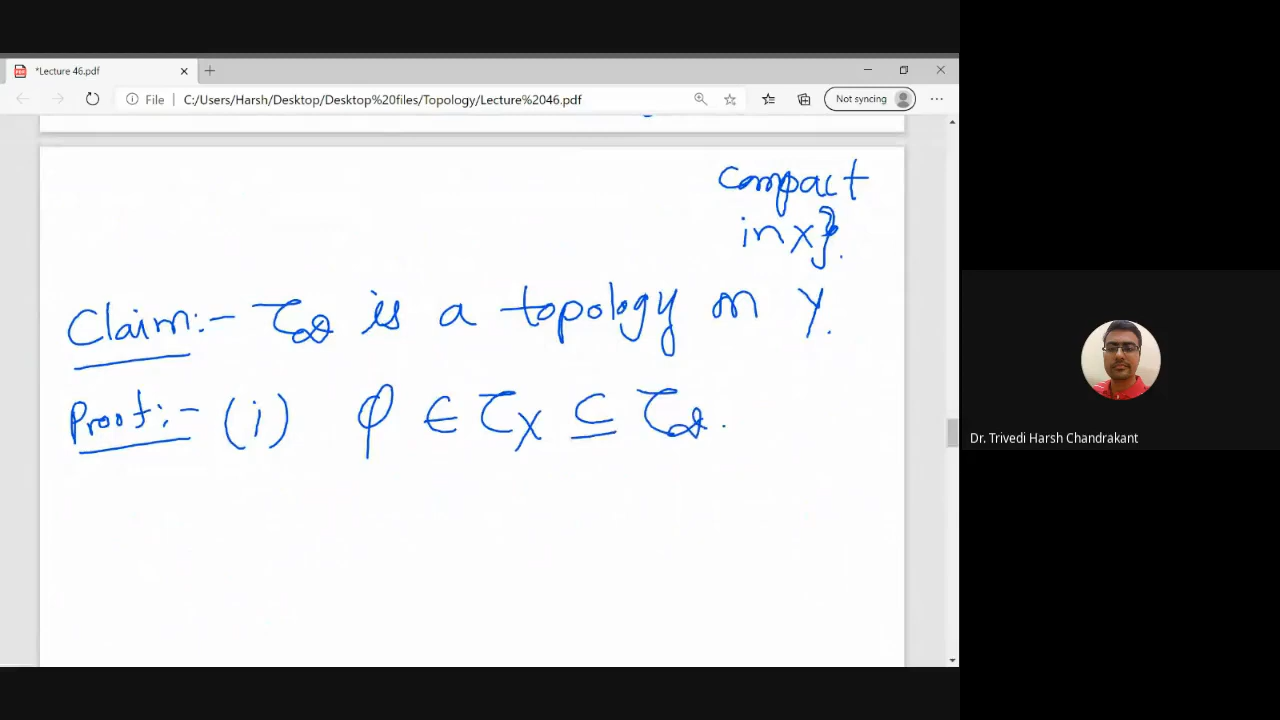 *Lecture 46.pdf
File | C:/Users/Harsh/Desktop/Desktop%20files/Topology/Lecture%2046.pdf
Not syncing
compact
in X}.
Claim:- τ∞ is a topology on Y.
Proof:- (i) φ ∈ τX ⊆ τ∞.
Dr. Trivedi Harsh Chandrakant